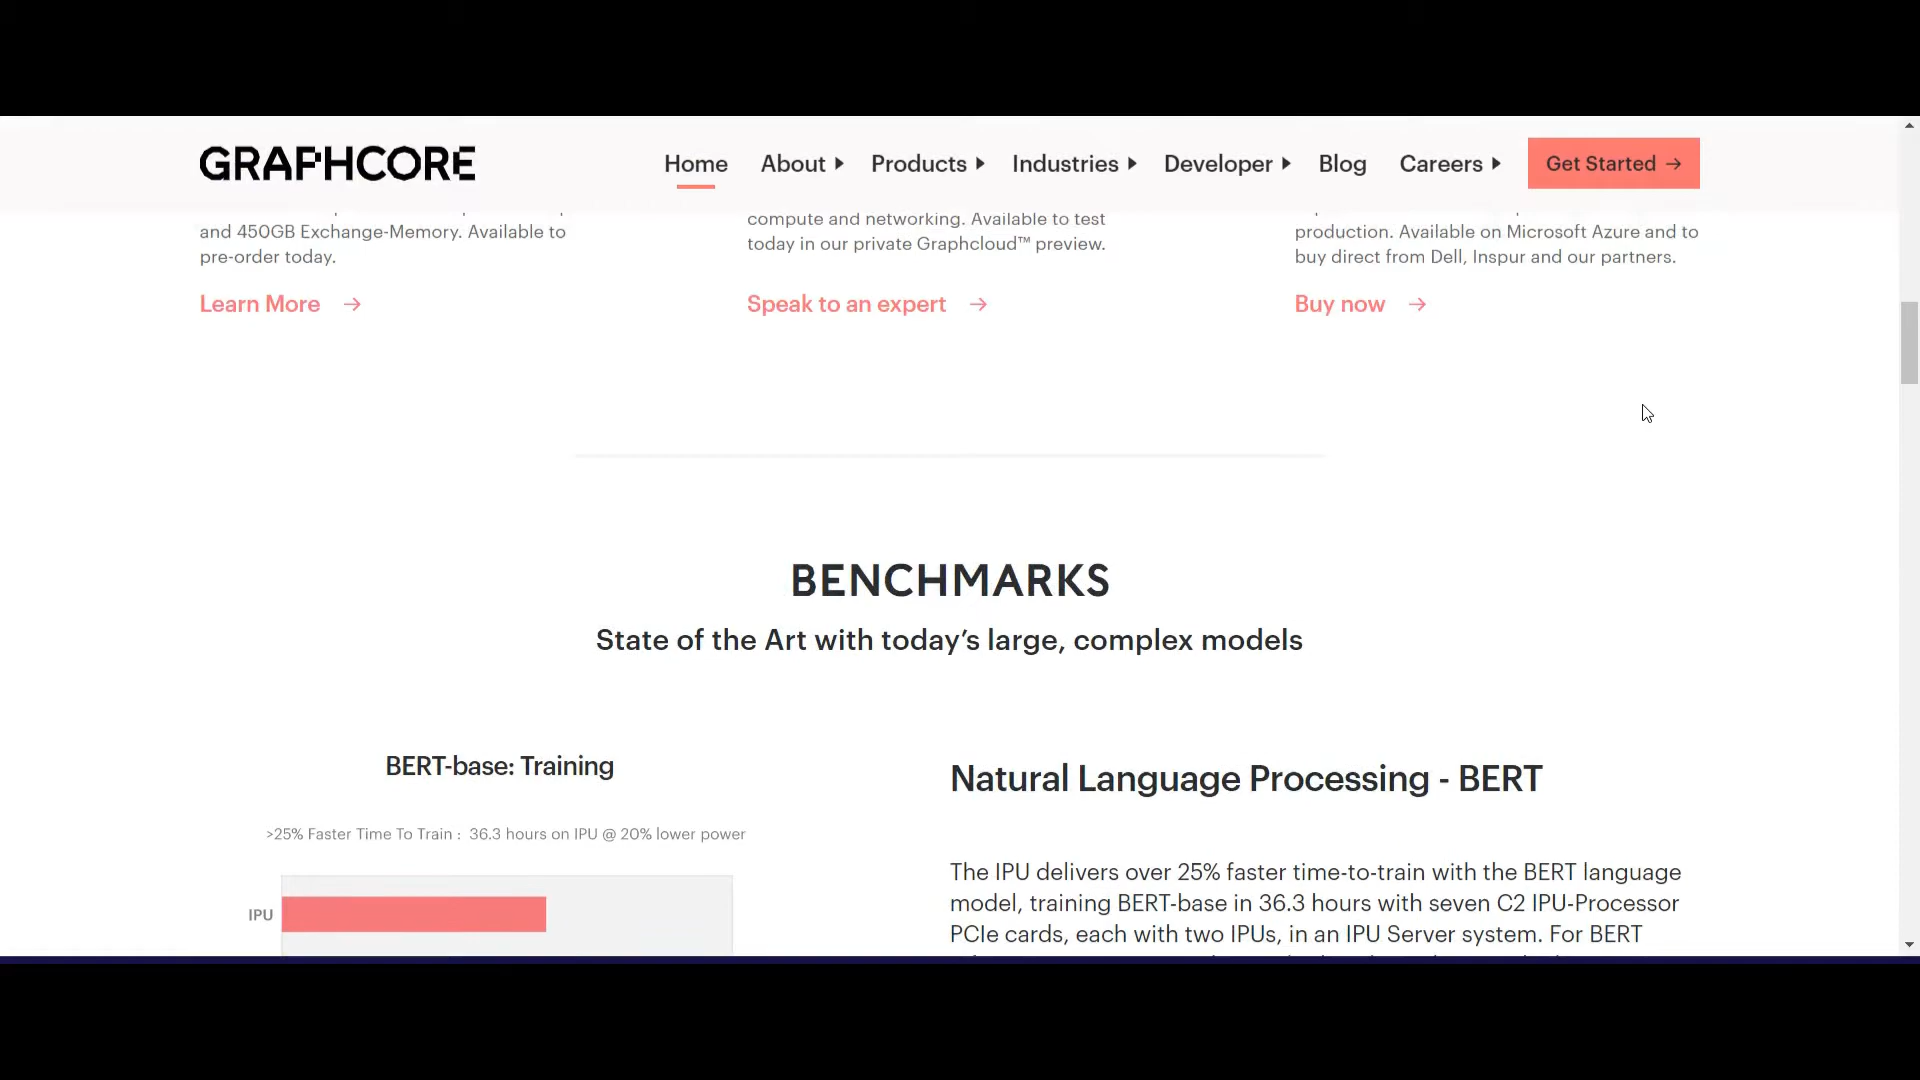 GRAPHCORE
Home About Products Industries Developer Blog Careers Get Started →
and 450GB Exchange-Memory. Available to
pre-order today.
Learn More →
compute and networking. Available to test
today in our private Graphcloud™ preview.
Speak to an expert →
production. Available on Microsoft Azure and to
buy direct from Dell, Inspur and our partners.
Buy now →
BENCHMARKS
State of the Art with today’s large, complex models
BERT-base: Training
>25% Faster Time To Train : 36.3 hours on IPU @ 20% lower power
IPU
Natural Language Processing - BERT
The IPU delivers over 25% faster time-to-train with the BERT language
model, training BERT-base in 36.3 hours with seven C2 IPU-Processor
PCIe cards, each with two IPUs, in an IPU Server system. For BERT